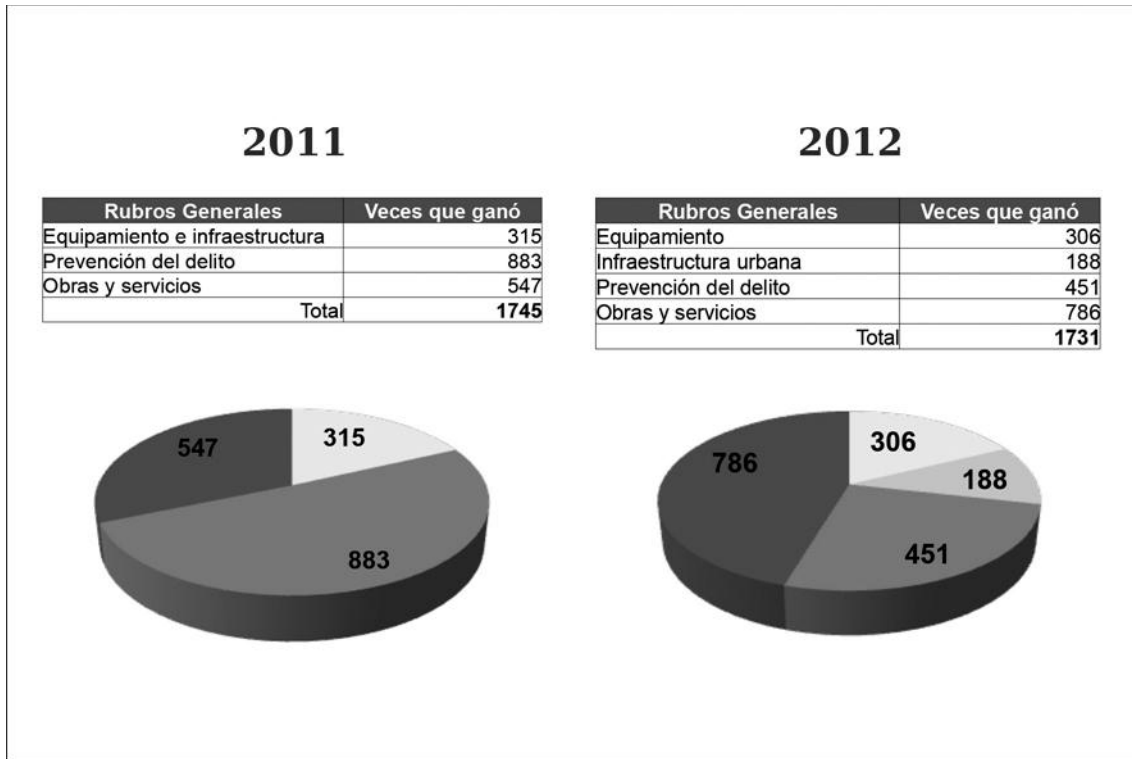 2011
Rubros Generales Veces que ganó
Equipamiento e infraestructura 315
Prevención del delito 883
Obras y servicios 547
Total 1745
547
315
883
2012
Rubros Generales Veces que ganó
Equipamiento 306
Infraestructura urbana 188
Prevención del delito 451
Obras y servicios 786
Total 1731
306
786
188
451